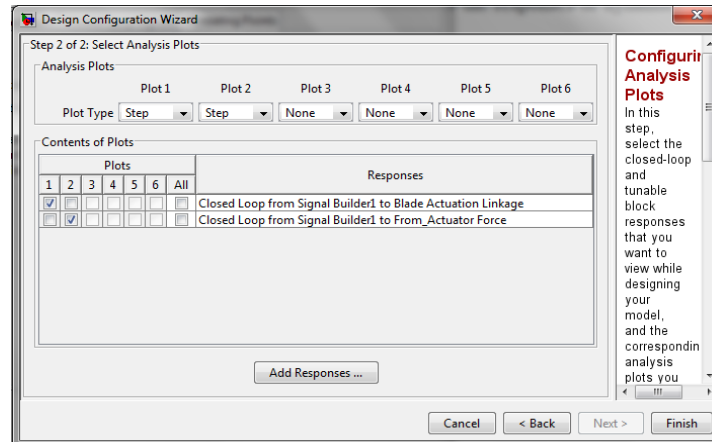 Design Configuration Wizard
Step 2 of 2: Select Analysis Plots
Analysis Plots
Plot 1 Plot 2 Plot 3 Plot 4 Plot 5 Plot 6
Plot Type Step Step None None None None
Contents of Plots
Plots Responses
1 2 3 4 5 6 All
Closed Loop from Signal Builder1 to Blade Actuation Linkage
Closed Loop from Signal Builder1 to From_Actuator Force
Add Responses ...
Configurin
Analysis
Plots
In this
step,
select the
closed-loop
and
tunable
block
responses
that you
want to
view while
designing
your
model,
and the
correspondin
analysis
plots you
Cancel < Back Next > Finish